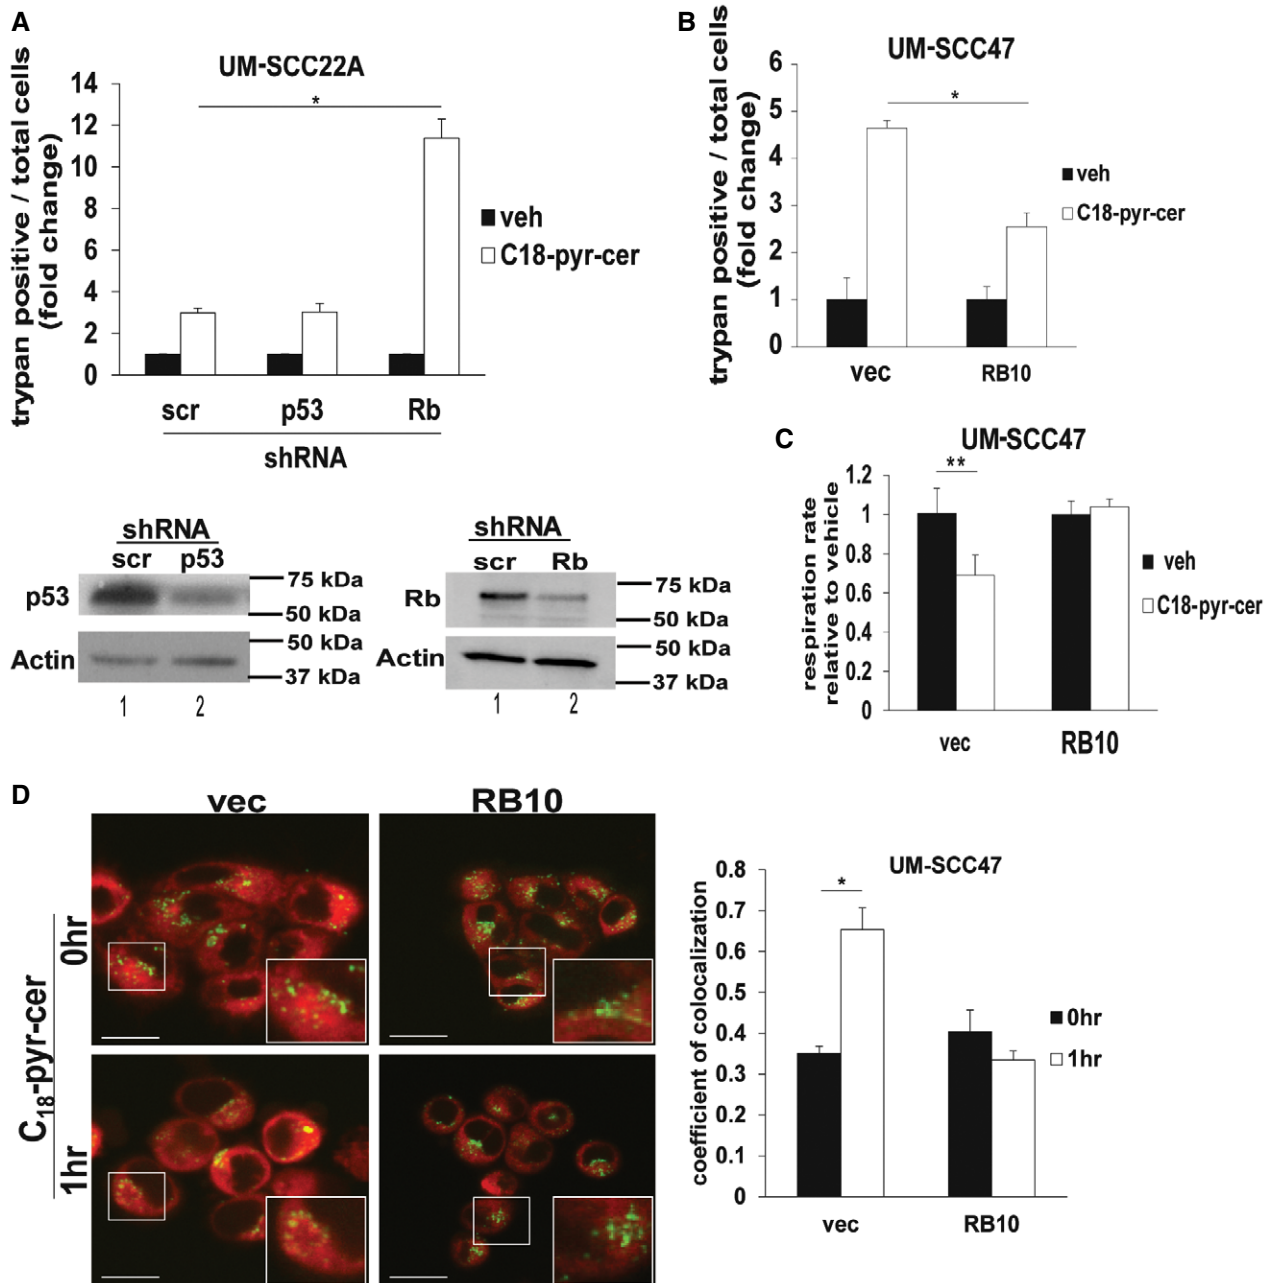 A
UM-SCC22A
trypan positive / total cells
(fold change)
14
12
10
8
6
4
2
0
*
veh
C18-pyr-cer
scr p53 Rb
shRNA
shRNA
scr p53
p53
75 kDa
50 kDa
Actin
50 kDa
37 kDa
1 2
shRNA
scr Rb
Rb
75 kDa
50 kDa
Actin
50 kDa
37 kDa
1 2
B
UM-SCC47
trypan positive / total cells
(fold change)
6
5
4
3
2
1
0
*
veh
C18-pyr-cer
vec RB10
C
UM-SCC47
respiration rate
relative to vehicle
1.2
1
0.8
0.6
0.4
0.2
0
**
veh
C18-pyr-cer
vec RB10
D
vec RB10
C18-pyr-cer
0hr
1hr
UM-SCC47
coefficient of colocalization
0.8
0.7
0.6
0.5
0.4
0.3
0.2
0.1
0
*
0hr
1hr
vec RB10